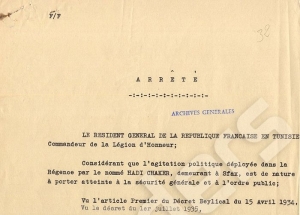 A R R Ê T É
-:-:-:-:-:-:-:-:-:-
ARCHIVES GENERALES
LE RESIDENT GENERAL DE LA REPUBLIQUE FRANCAISE EN TUNISIE
Commandeur de la Légion d'Honneur;
Considérant que l'agitation politique déployée dans la
Régence par le nommé HADI CHAKER, demeurant à Sfax, est de nature
à porter atteinte à la sécurité générale et à l'ordre public;
Vu l'article Premier du Décret Beylical du 15 Avril 1934,
Vu le décret du 1er juillet 1935,